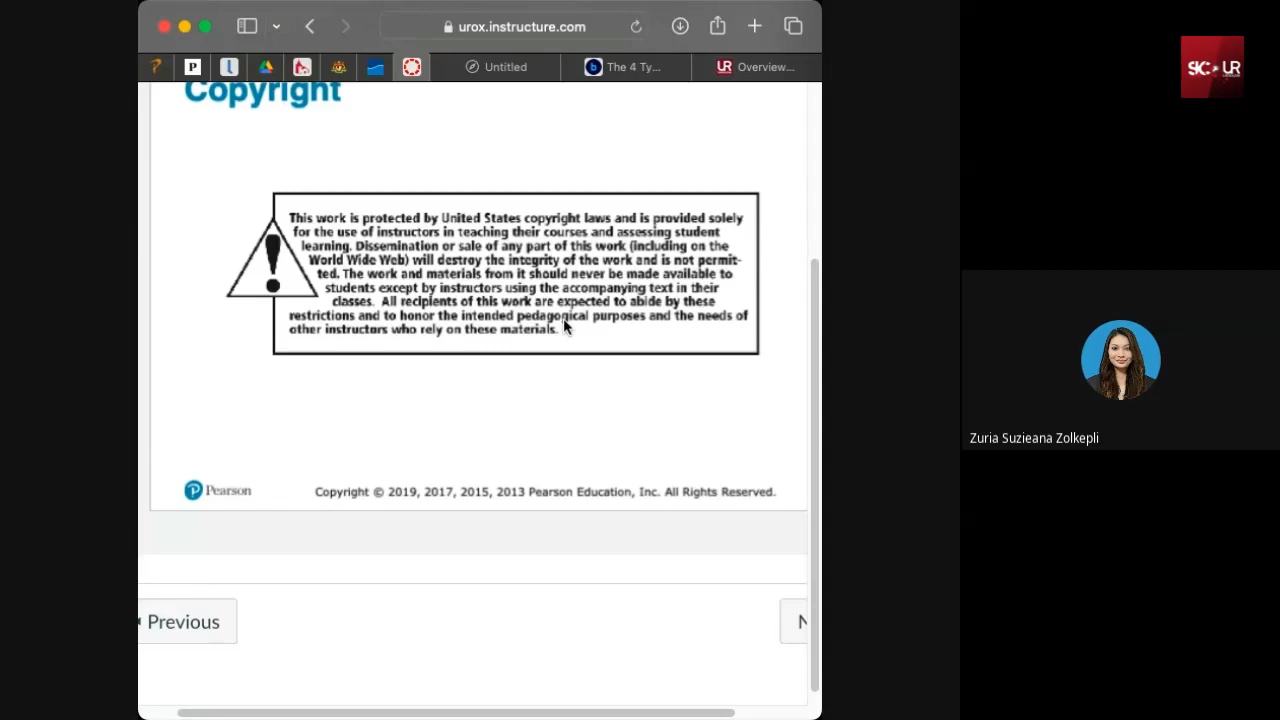 urox.instructure.com
P
Untitled
b The 4 Ty...
UR Overview...
Copyright
This work is protected by United States copyright laws and is provided solely
for the use of instructors in teaching their courses and assessing student
learning. Dissemination or sale of any part of this work (including on the
World Wide Web) will destroy the integrity of the work and is not permit-
ted. The work and materials from it should never be made available to
students except by instructors using the accompanying text in their
classes. All recipients of this work are expected to abide by these
restrictions and to honor the intended pedagogical purposes and the needs of
other instructors who rely on these materials.
P Pearson
Copyright © 2019, 2017, 2015, 2013 Pearson Education, Inc. All Rights Reserved.
Previous
N
UR
Zuria Suzieana Zolkepli